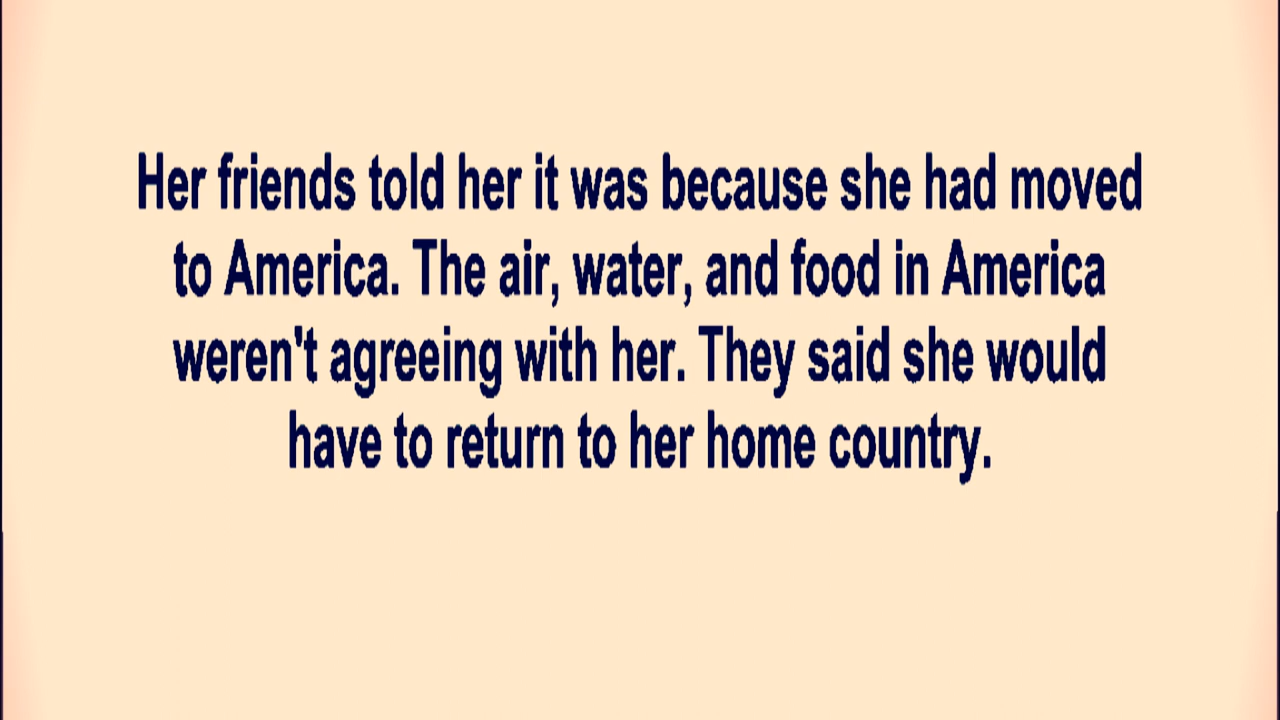 Her friends told her it was because she had moved
to America. The air, water, and food in America
weren't agreeing with her. They said she would
have to return to her home country.